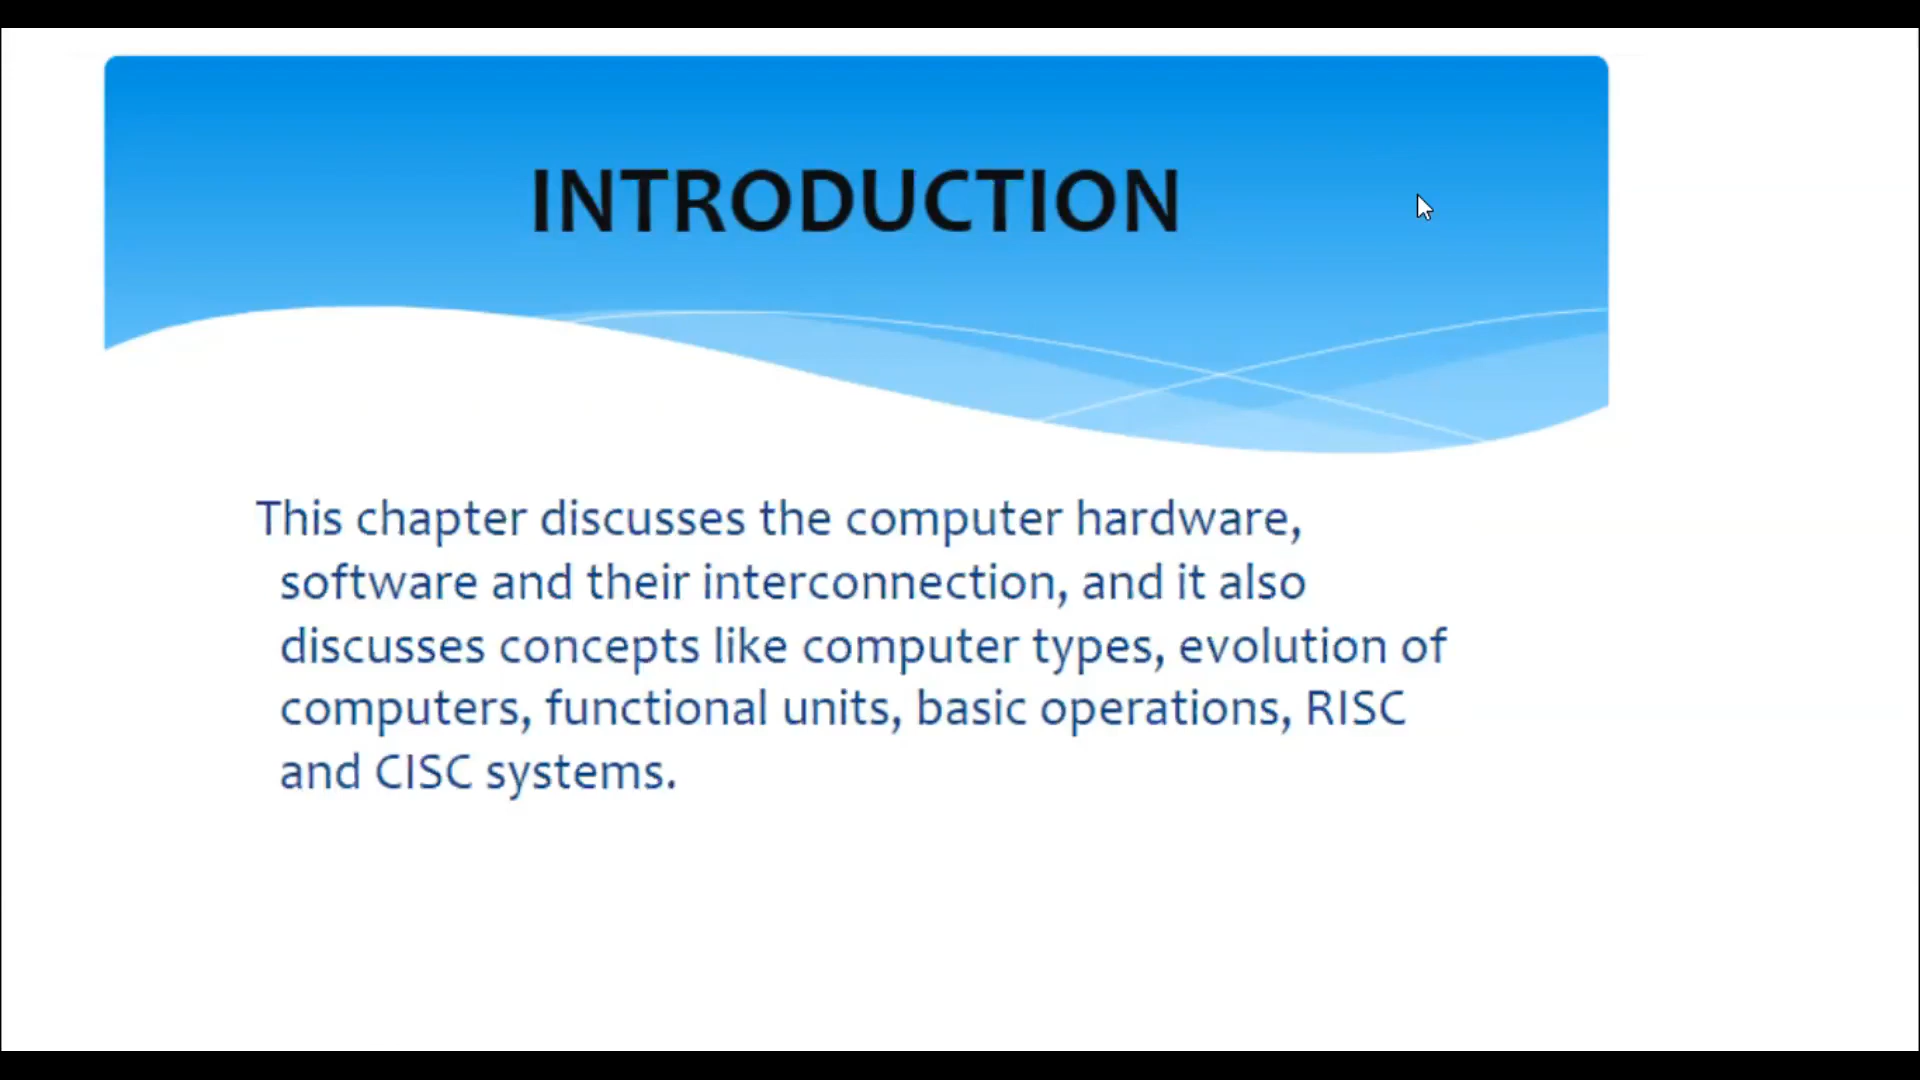 INTRODUCTION
This chapter discusses the computer hardware,
software and their interconnection, and it also
discusses concepts like computer types, evolution of
computers, functional units, basic operations, RISC
and CISC systems.